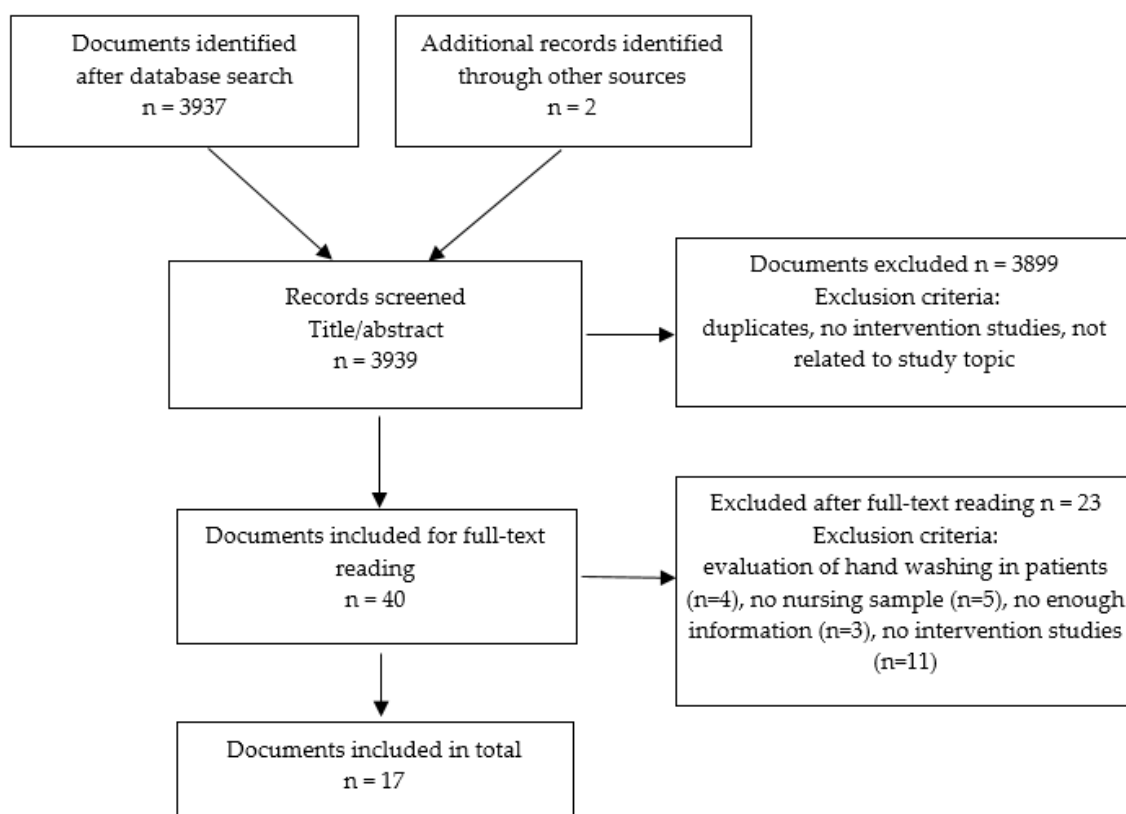 Documents identified
after database search
n = 3937
Additional records identified
through other sources
n = 2
Records screened
Title/abstract
n = 3939
Documents excluded n = 3899
Exclusion criteria:
duplicates, no intervention studies, not
related to study topic
Documents included for full-text
reading
n = 40
Excluded after full-text reading n = 23
Exclusion criteria:
evaluation of hand washing in patients
(n=4), no nursing sample (n=5), no enough
information (n=3), no intervention studies
(n=11)
Documents included in total
n = 17